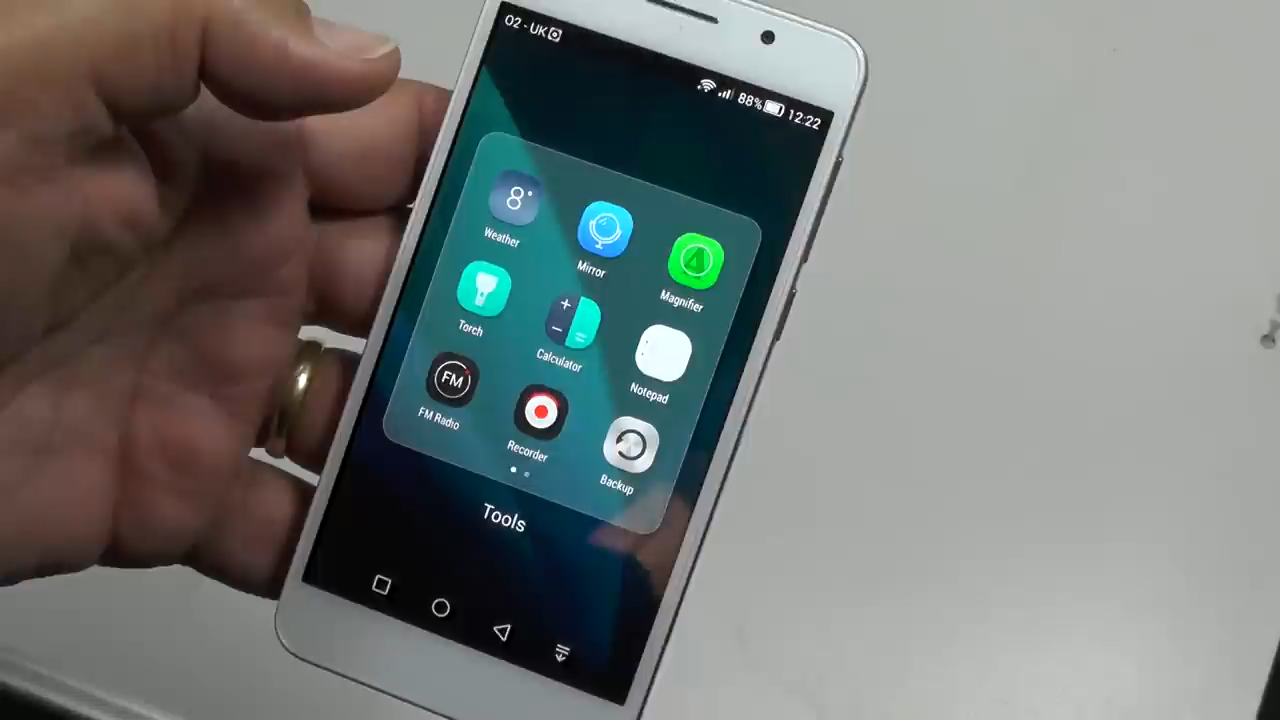 O2 - UK
88% 12:22
8°
Weather
Mirror
Magnifier
Torch
Calculator
Notepad
FM
FM Radio
Recorder
Backup
Tools